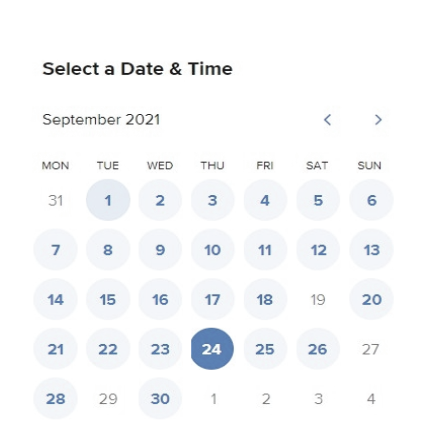 Select a Date & Time
September 2021
MON TUE WED THU FRI SAT SUN
31 1 2 3 4 5 6
7 8 9 10 11 12 13
14 15 16 17 18 19 20
21 22 23 24 25 26 27
28 29 30 1 2 3 4